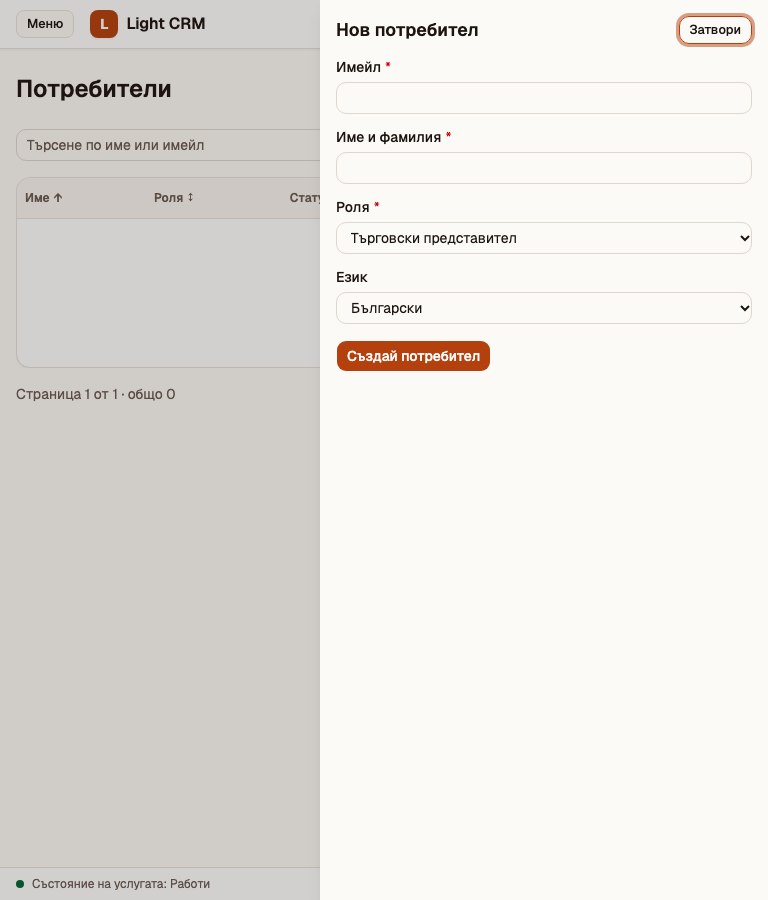 Меню
L
Light CRM
Потребители
Търсене по име или имейл
Име ↑
Роля ↕
Страница 1 от 1 · общо 0
Състояние на услугата: Работи
Нов потребител
Затвори
Имейл *
Име и фамилия *
Роля *
Търговски представител
Език
Български
Създай потребител